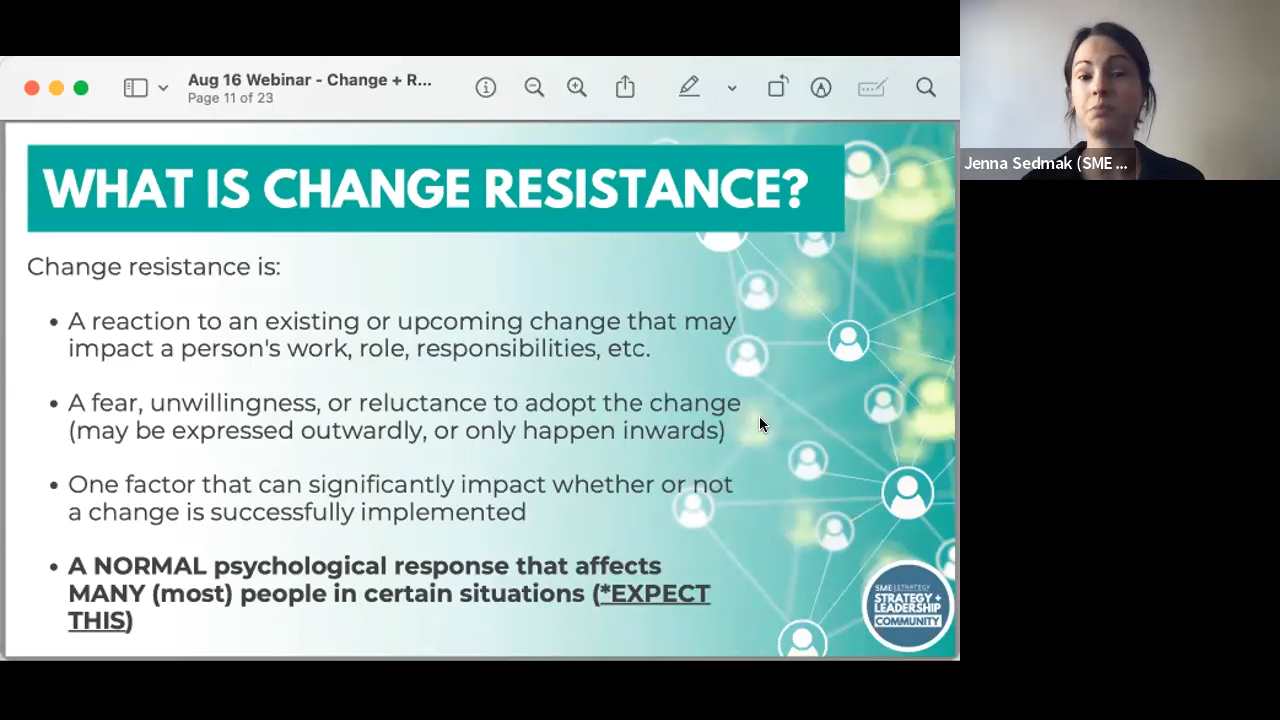 Aug 16 Webinar - Change + R...
Page 11 of 23
Jenna Sedmak (SME ...
WHAT IS CHANGE RESISTANCE?
Change resistance is:
• A reaction to an existing or upcoming change that may
impact a person's work, role, responsibilities, etc.
• A fear, unwillingness, or reluctance to adopt the change
(may be expressed outwardly, or only happen inwards)
• One factor that can significantly impact whether or not
a change is successfully implemented
• A NORMAL psychological response that affects
MANY (most) people in certain situations (*EXPECT
THIS)
SME | STRATEGY
STRATEGY +
LEADERSHIP
COMMUNITY